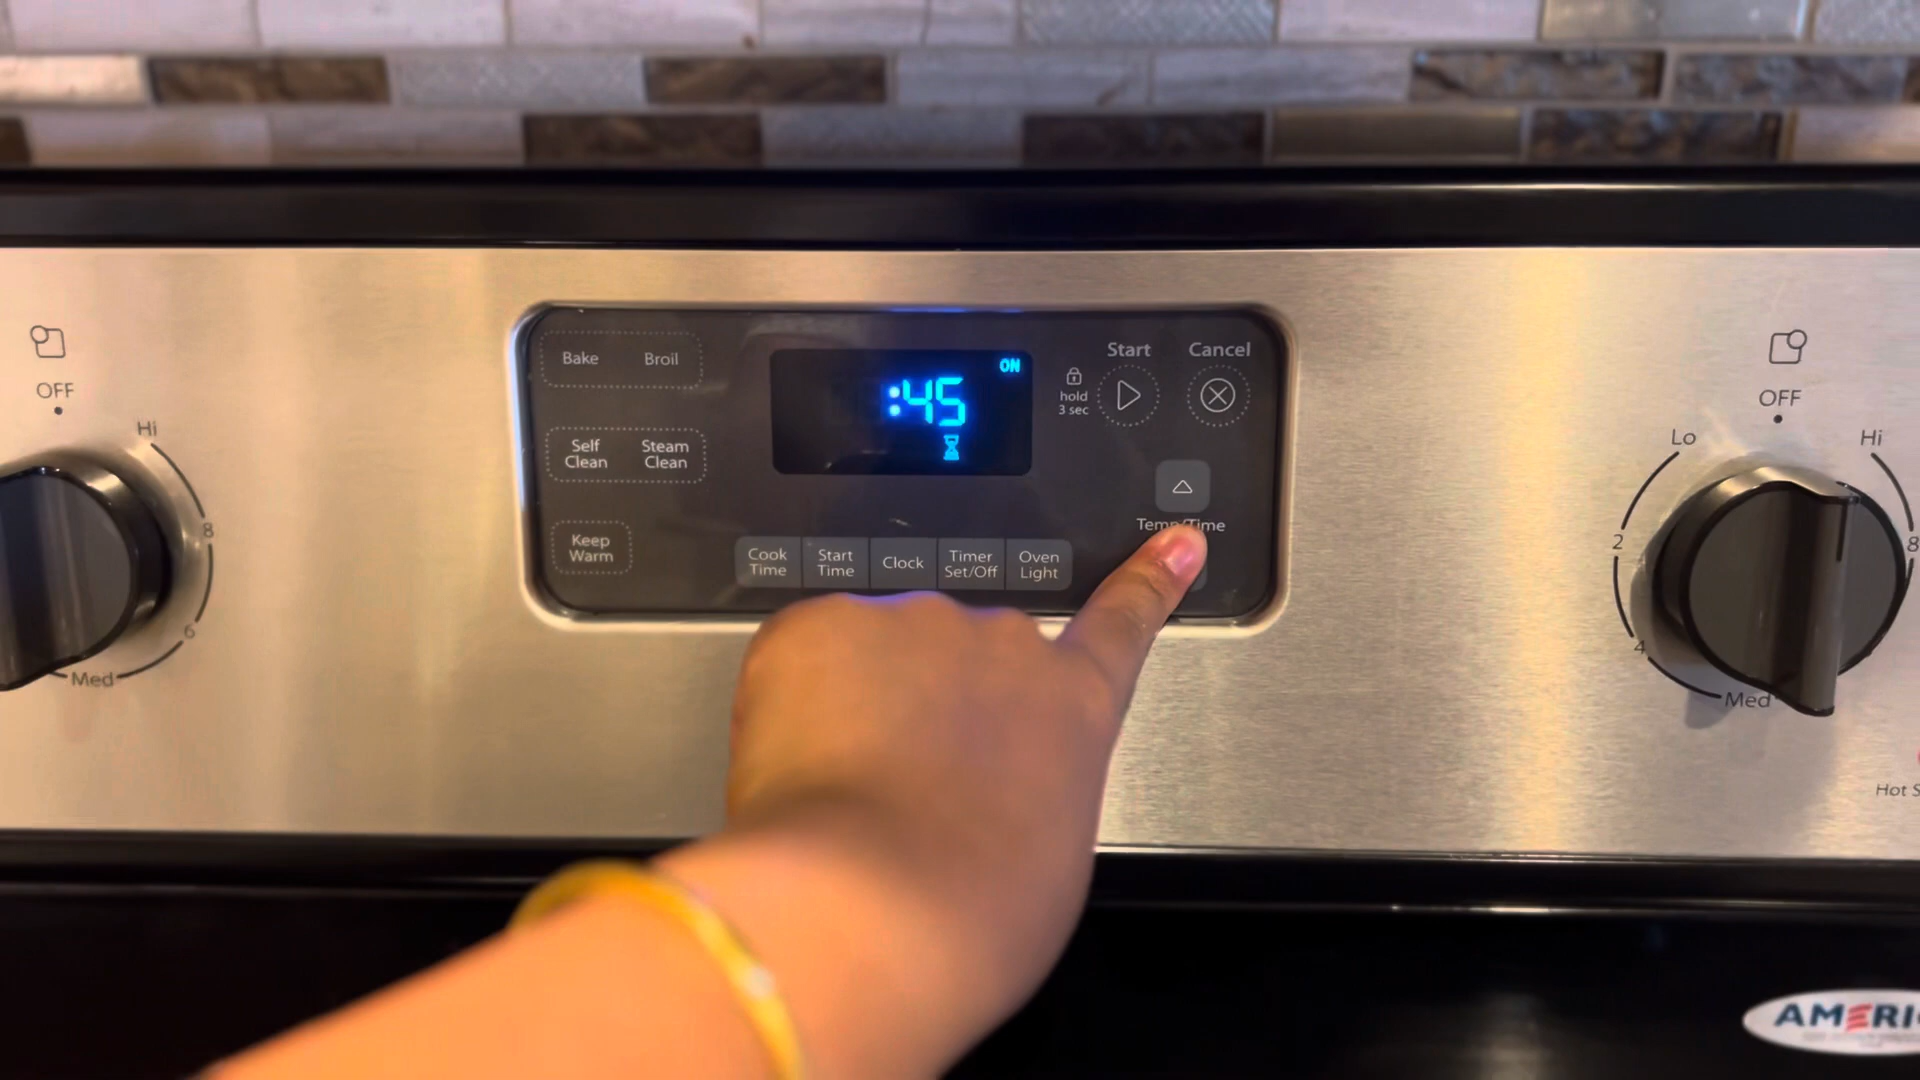 OFF
Hi
8
6
Med
Bake
Broil
Self
Clean
Steam
Clean
Keep
Warm
ON
:45
hold
3 sec
Start
Cancel
Temp/Time
Cook
Time
Start
Time
Clock
Timer
Set/Off
Oven
Light
OFF
Lo
Hi
2
8
4
Med
Hot S
AMERI